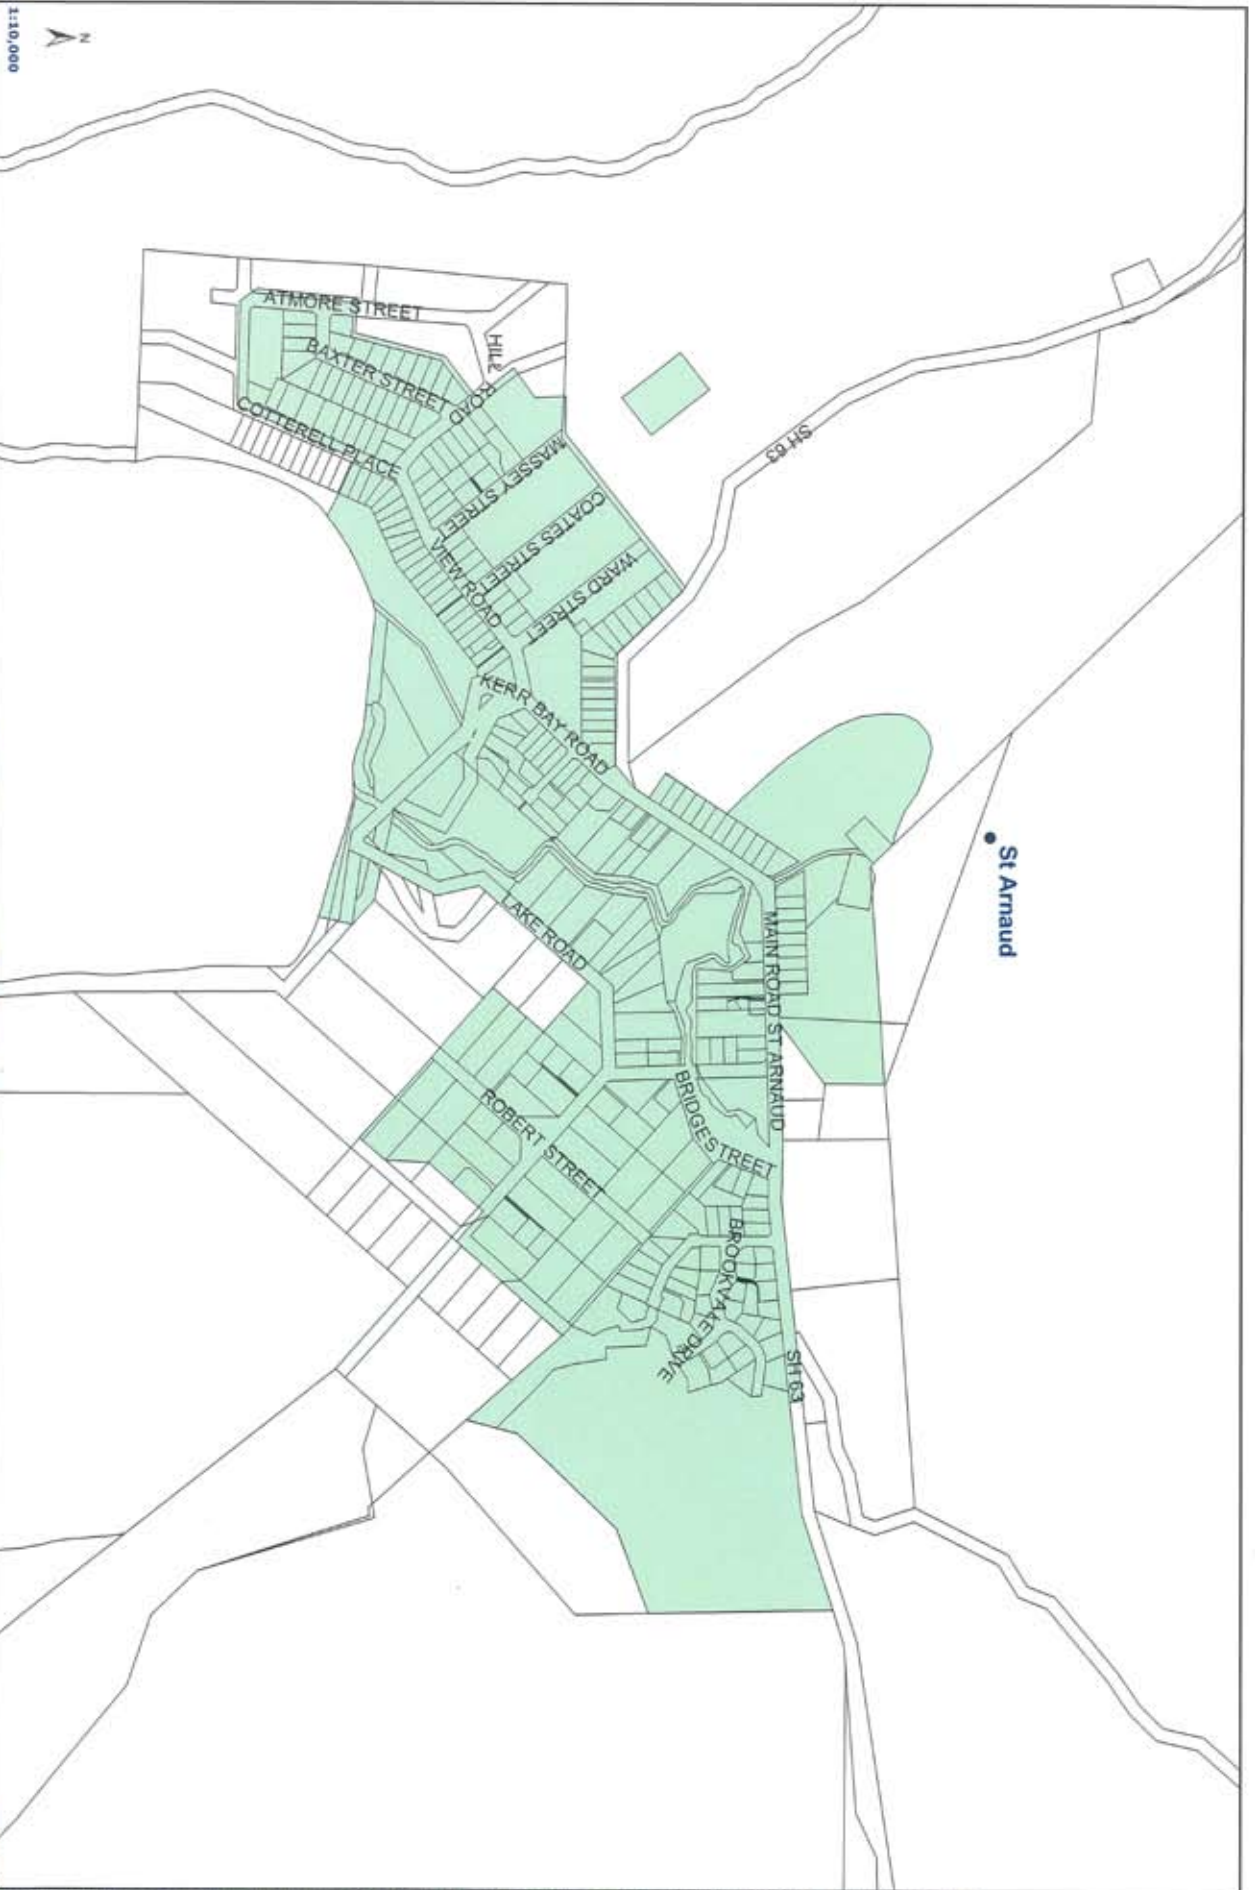 1:10,000
N
St Arnaud
SH 63
ATMORE STREET
HILL ROAD
BAXTER STREET
COTTERELL PLACE
MASSEY STREET
COATES STREET
WARD STREET
VIEW ROAD
KERR BAY ROAD
LAKE ROAD
MAIN ROAD ST ARNAUD
BRIDGE STREET
ROBERT STREET
BROOKVALE DRIVE
SH 63